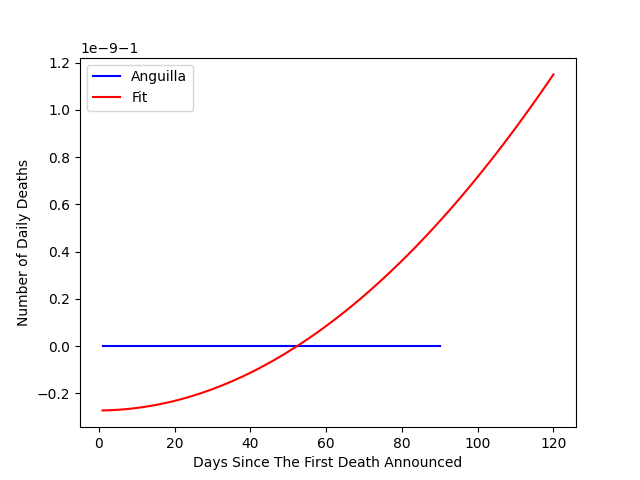 1e−9−1
1.2
1.0
0.8
0.6
0.4
0.2
0.0
−0.2
Number of Daily Deaths
Anguilla
Fit
0 20 40 60 80 100 120
Days Since The First Death Announced